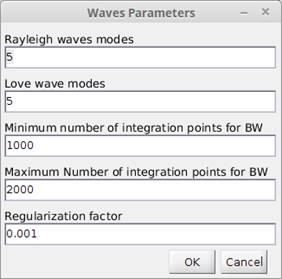 Waves Parameters
Rayleigh waves modes
5
Love wave modes
5
Minimum number of integration points for BW
1000
Maximum Number of integration points for BW
2000
Regularization factor
0.001
OK Cancel